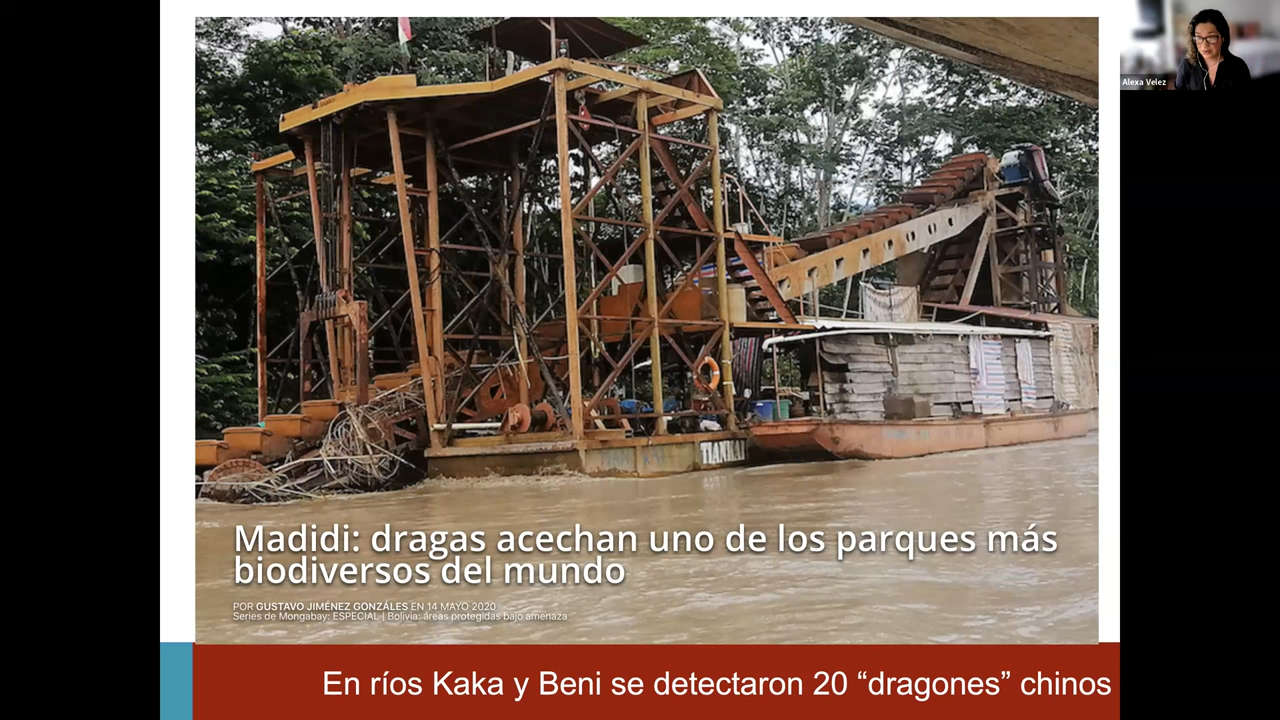 Alexa Velez
TIANKAI
Madidi: dragas acechan uno de los parques más
biodiversos del mundo
POR GUSTAVO JIMÉNEZ GONZÁLES EN 14 MAYO 2020
Series de Mongabay: ESPECIAL | Bolivia: áreas protegidas bajo amenaza
En ríos Kaka y Beni se detectaron 20 “dragones” chinos